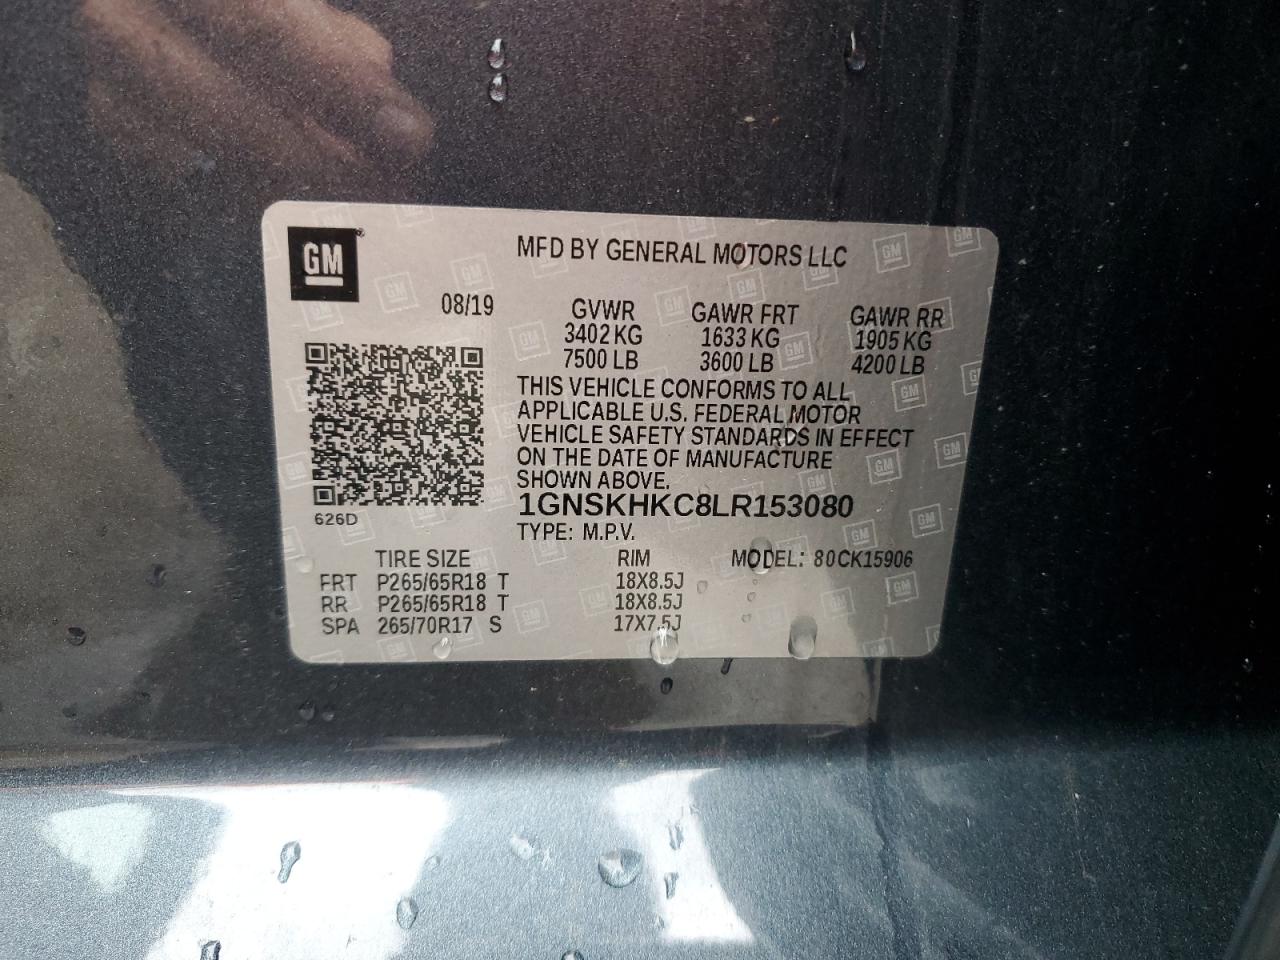 GM
MFD BY GENERAL MOTORS LLC
08/19 GVWR GAWR FRT GAWR RR
3402 KG 1633 KG 1905 KG
7500 LB 3600 LB 4200 LB
THIS VEHICLE CONFORMS TO ALL
APPLICABLE U.S. FEDERAL MOTOR
VEHICLE SAFETY STANDARDS IN EFFECT
ON THE DATE OF MANUFACTURE
SHOWN ABOVE.
1GNSKHKC8LR153080
626D
TYPE: M.P.V.
TIRE SIZE RIM MODEL: 80CK15906
FRT P265/65R18 T 18X8.5J
RR P265/65R18 T 18X8.5J
SPA 265/70R17 S 17X7.5J